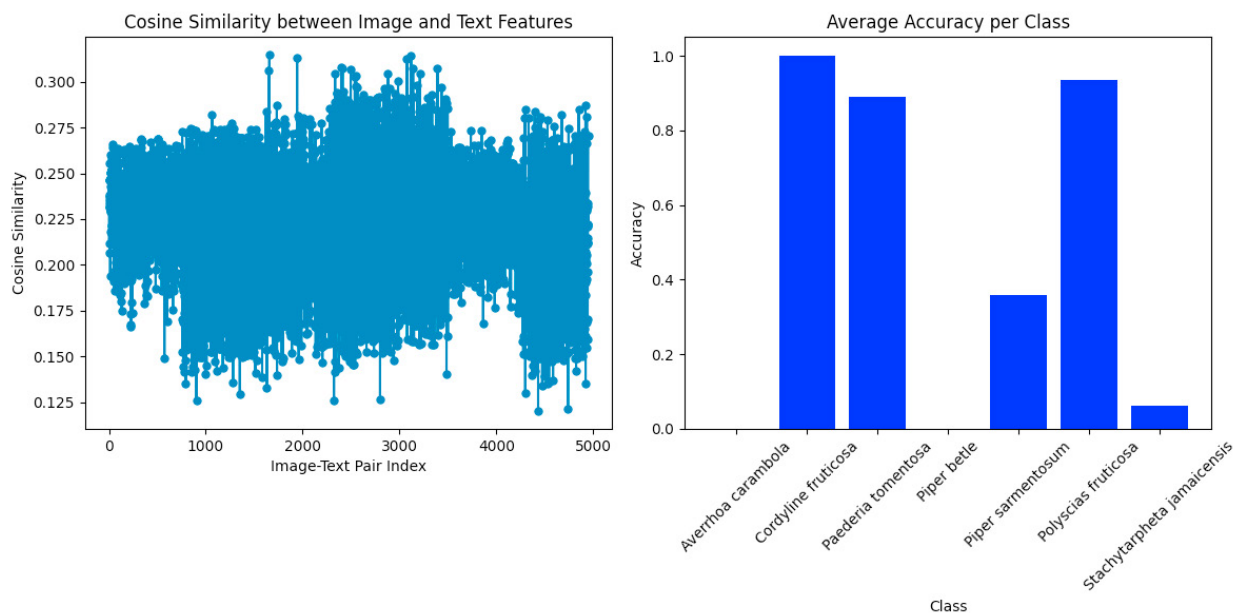 Cosine Similarity between Image and Text Features
0.300
0.275
0.250
0.225
0.200
0.175
0.150
0.125
Cosine Similarity
0
1000
2000
3000
4000
5000
Image-Text Pair Index
Average Accuracy per Class
1.0
0.8
0.6
0.4
0.2
0.0
Accuracy
Averrhoa carambola
Cordyline fruticosa
Paederia tomentosa
Piper betle
Piper sarmentosum
Polyscias fruticosa
Stachytarpheta jamaicensis
Class